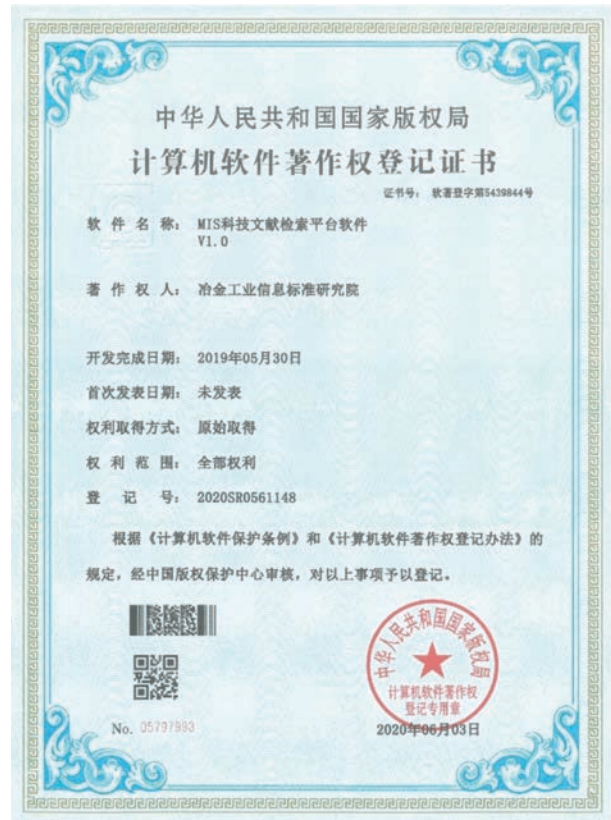 中华人民共和国国家版权局
计算机软件著作权登记证书
证书号： 软著登字第5439844号
软 件 名 称： MIS科技文献检索平台软件
V1.0
著 作 权 人： 冶金工业信息标准研究院
开发完成日期： 2019年05月30日
首次发表日期： 未发表
权利取得方式： 原始取得
权 利 范 围： 全部权利
登 记 号： 2020SR0561148
根据《计算机软件保护条例》和《计算机软件著作权登记办法》的
规定，经中国版权保护中心审核，对以上事项予以登记。
中华人民共和国国家版权局
计算机软件著作权
登记专用章
No. 05797993
2020年06月03日